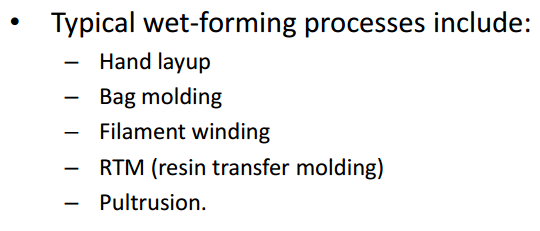 • Typical wet-forming processes include:
– Hand layup
– Bag molding
– Filament winding
– RTM (resin transfer molding)
– Pultrusion.